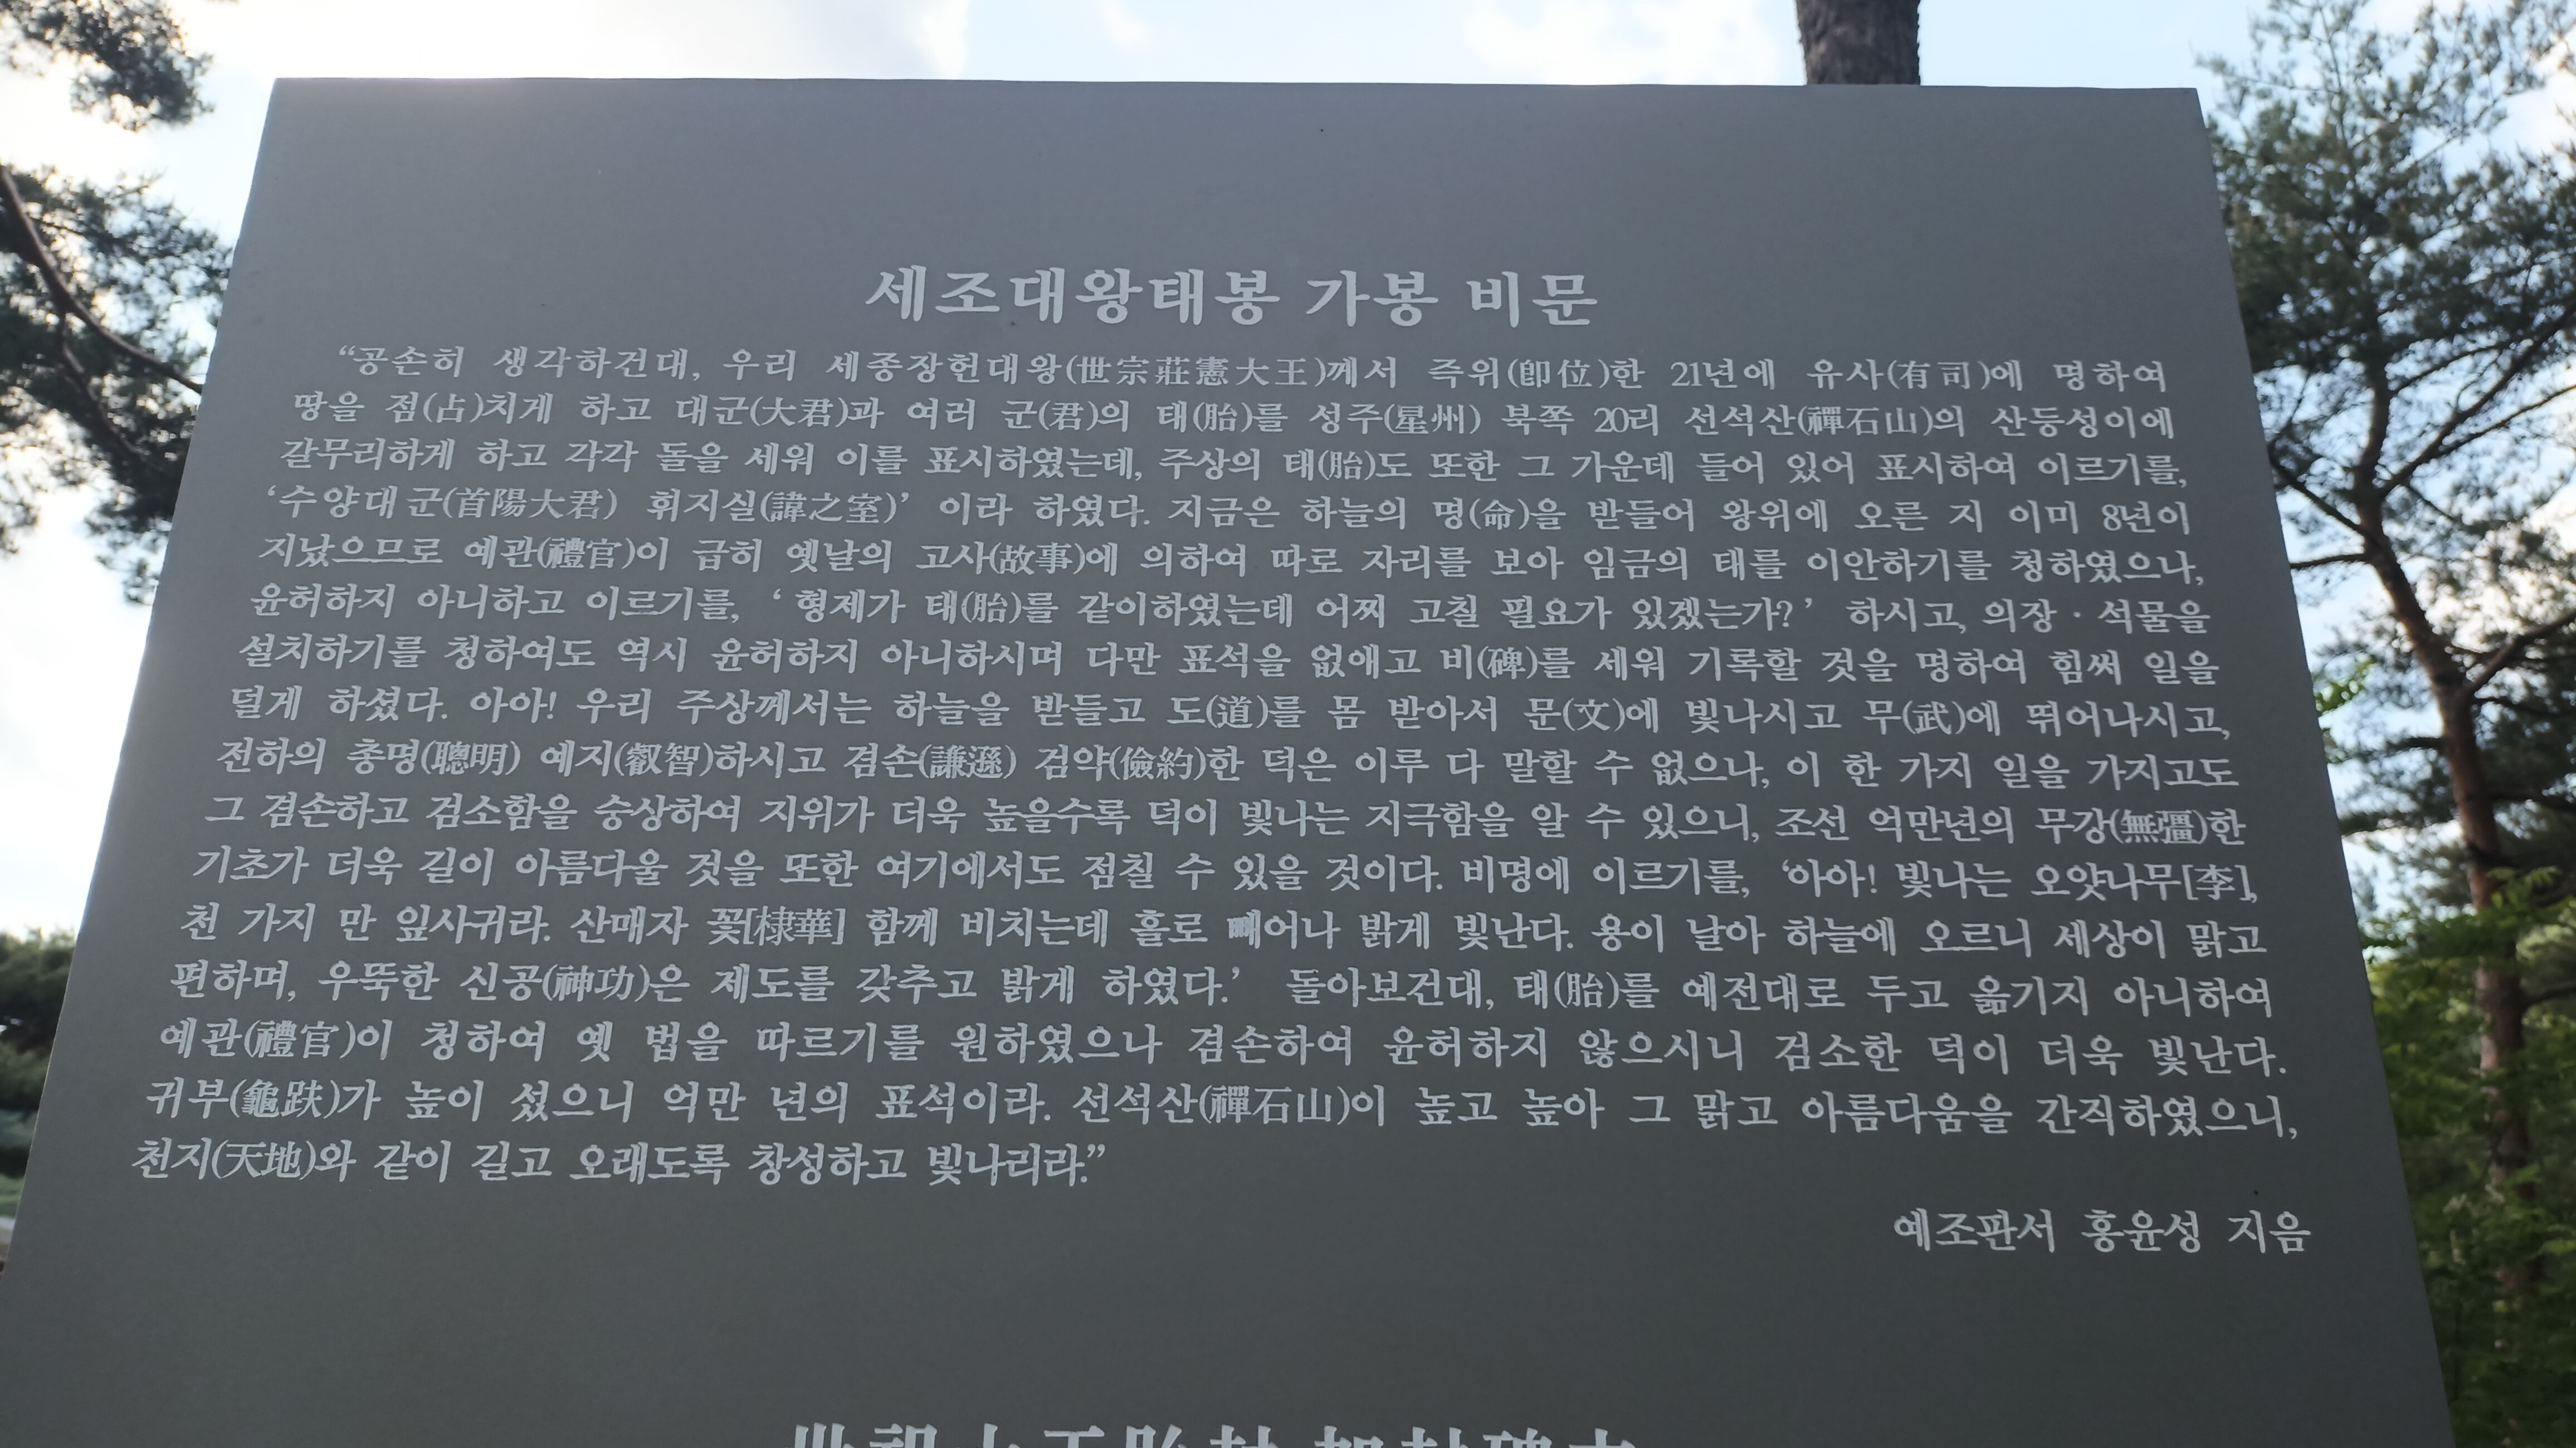 세조대왕태봉 가봉 비문
“공손히 생각하건대, 우리 세종장헌대왕(世宗莊憲大王)께서 즉위(卽位)한 21년에 유사(有司)에 명하여
땅을 점(占)치게 하고 대군(大君)과 여러 군(君)의 태(胎)를 성주(星州) 북쪽 20리 선석산(禪石山)의 산등성이에
갈무리하게 하고 각각 돌을 세워 이를 표시하였는데, 주상의 태(胎)도 또한 그 가운데 들어 있어 표시하여 이르기를,
‘수양대군(首陽大君) 휘지실(諱之室)’ 이라 하였다. 지금은 하늘의 명(命)을 받들어 왕위에 오른 지 이미 8년이
지났으므로 예관(禮官)이 급히 옛날의 고사(故事)에 의하여 따로 자리를 보아 임금의 태를 이안하기를 청하였으나,
윤허하지 아니하고 이르기를, ‘ 형제가 태(胎)를 같이하였는데 어찌 고칠 필요가 있겠는가? ’ 하시고, 의장 · 석물을
설치하기를 청하여도 역시 윤허하지 아니하시며 다만 표석을 없애고 비(碑)를 세워 기록할 것을 명하여 힘써 일을
덜게 하셨다. 아아! 우리 주상께서는 하늘을 받들고 도(道)를 몸 받아서 문(文)에 빛나시고 무(武)에 뛰어나시고,
전하의 총명(聰明) 예지(叡智)하시고 겸손(謙遜) 검약(儉約)한 덕은 이루 다 말할 수 없으나, 이 한 가지 일을 가지고도
그 겸손하고 검소함을 숭상하여 지위가 더욱 높을수록 덕이 빛나는 지극함을 알 수 있으니, 조선 억만년의 무강(無彊)한
기초가 더욱 길이 아름다울 것을 또한 여기에서도 점칠 수 있을 것이다. 비명에 이르기를, ‘아아! 빛나는 오얏나무[李],
천 가지 만 잎사귀라. 산매자 꽃[棣華] 함께 비치는데 홀로 빼어나 밝게 빛난다. 용이 날아 하늘에 오르니 세상이 맑고
편하며, 우뚝한 신공(神功)은 제도를 갖추고 밝게 하였다.’ 돌아보건대, 태(胎)를 예전대로 두고 옮기지 아니하여
예관(禮官)이 청하여 옛 법을 따르기를 원하였으나 겸손하여 윤허하지 않으시니 검소한 덕이 더욱 빛난다.
귀부(龜趺)가 높이 섰으니 억만 년의 표석이라. 선석산(禪石山)이 높고 높아 그 맑고 아름다움을 간직하였으니,
천지(天地)와 같이 길고 오래도록 창성하고 빛나리라.”
예조판서 홍윤성 지음